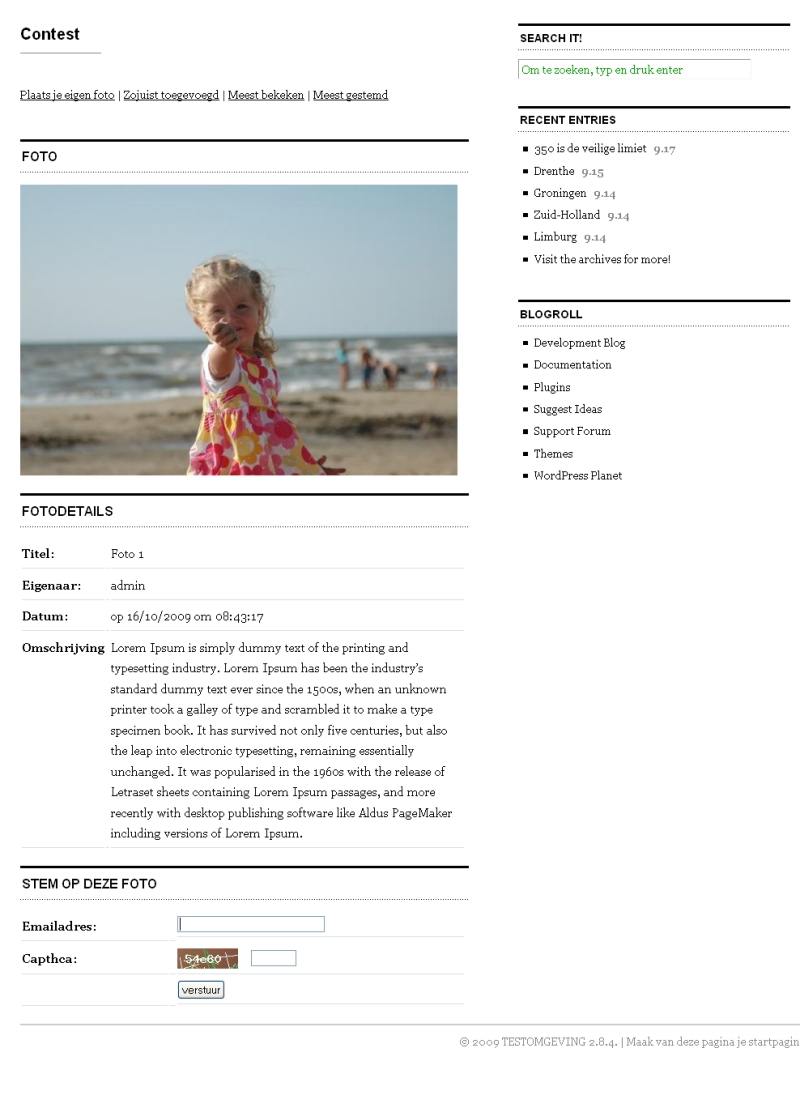 Contest
Plaats je eigen foto | Zojuist toegevoegd | Meest bekeken | Meest gestemd
FOTO
FOTODETAILS
Titel: Foto 1
Eigenaar: admin
Datum: op 16/10/2009 om 08:43:17
Omschrijving Lorem Ipsum is simply dummy text of the printing and
typesetting industry. Lorem Ipsum has been the industry's
standard dummy text ever since the 1500s, when an unknown
printer took a galley of type and scrambled it to make a type
specimen book. It has survived not only five centuries, but also
the leap into electronic typesetting, remaining essentially
unchanged. It was popularised in the 1960s with the release of
Letraset sheets containing Lorem Ipsum passages, and more
recently with desktop publishing software like Aldus PageMaker
including versions of Lorem Ipsum.
STEM OP DEZE FOTO
Emailadres:
Capthca: 54e60
verstuur
SEARCH IT!
Om te zoeken, typ en druk enter
RECENT ENTRIES
350 is de veilige limiet 9.17
Drenthe 9.15
Groningen 9.14
Zuid-Holland 9.14
Limburg 9.14
Visit the archives for more!
BLOGROLL
Development Blog
Documentation
Plugins
Suggest Ideas
Support Forum
Themes
WordPress Planet
© 2009 TESTOMGEVING 2.8.4. | Maak van deze pagina je startpagin